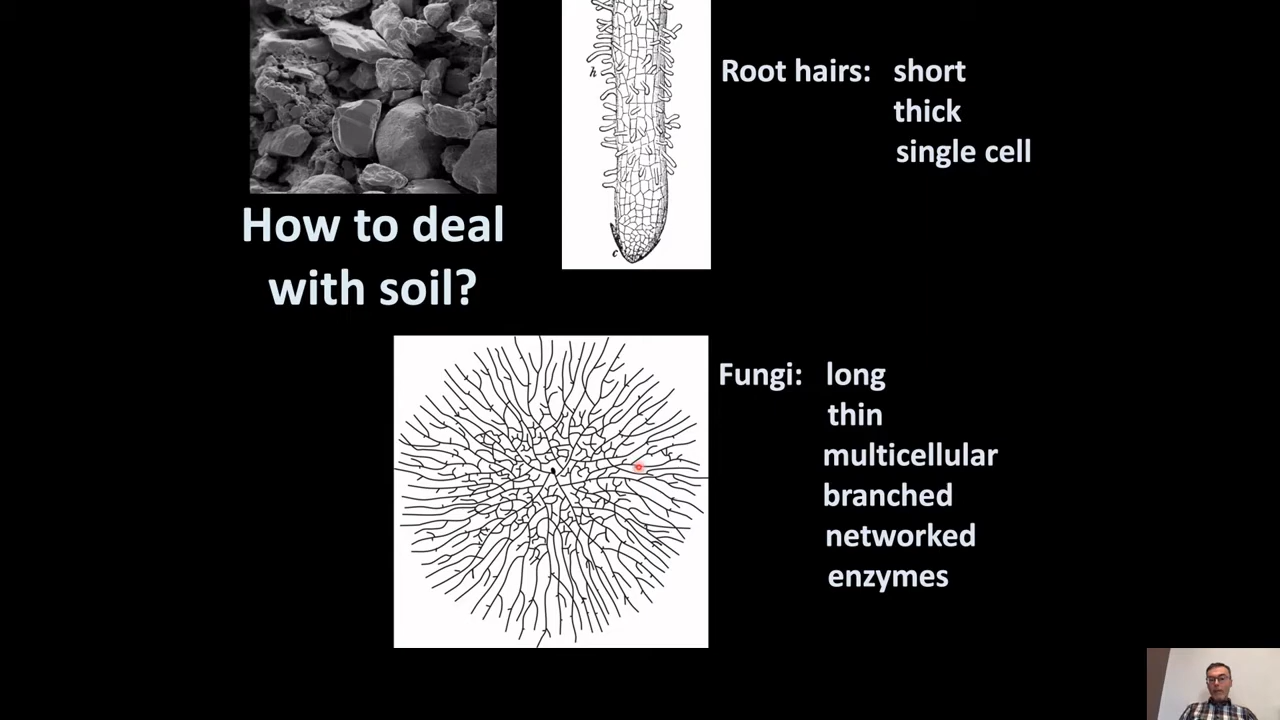 h
c
How to deal
with soil?
Root hairs: short
thick
single cell
Fungi: long
thin
multicellular
branched
networked
enzymes